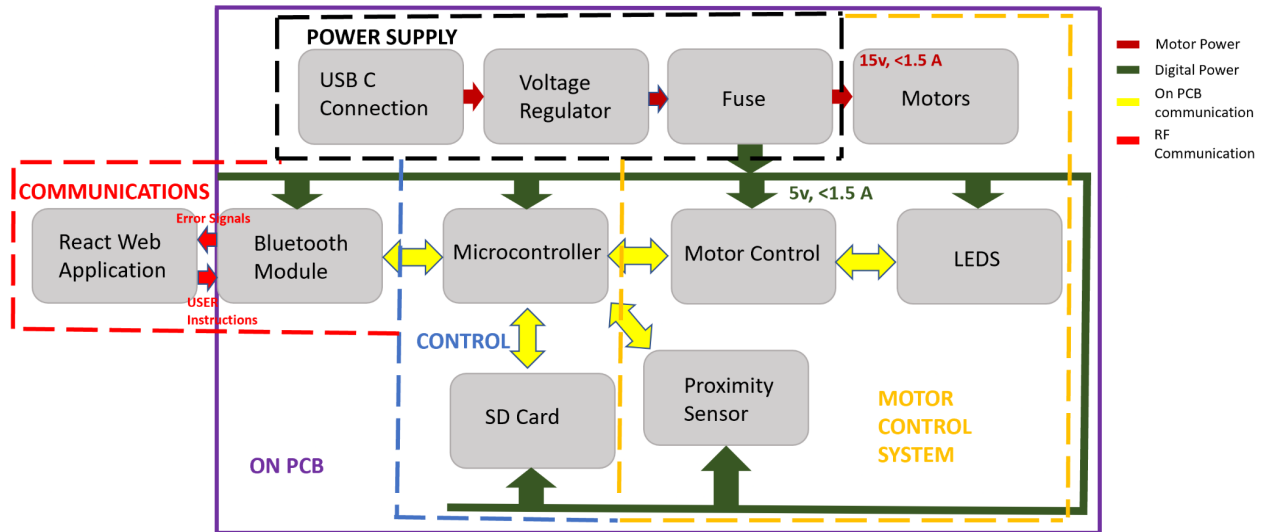 POWER SUPPLY
USB C
Connection
Voltage
Regulator
Fuse
15v, <1.5 A
Motors
Motor Power
Digital Power
On PCB
communication
RF
Communication
COMMUNICATIONS
5v, <1.5 A
Error Signals
React Web
Application
Bluetooth
Module
Microcontroller
Motor Control
LEDS
USER
Instructions
CONTROL
SD Card
Proximity
Sensor
MOTOR
CONTROL
SYSTEM
ON PCB